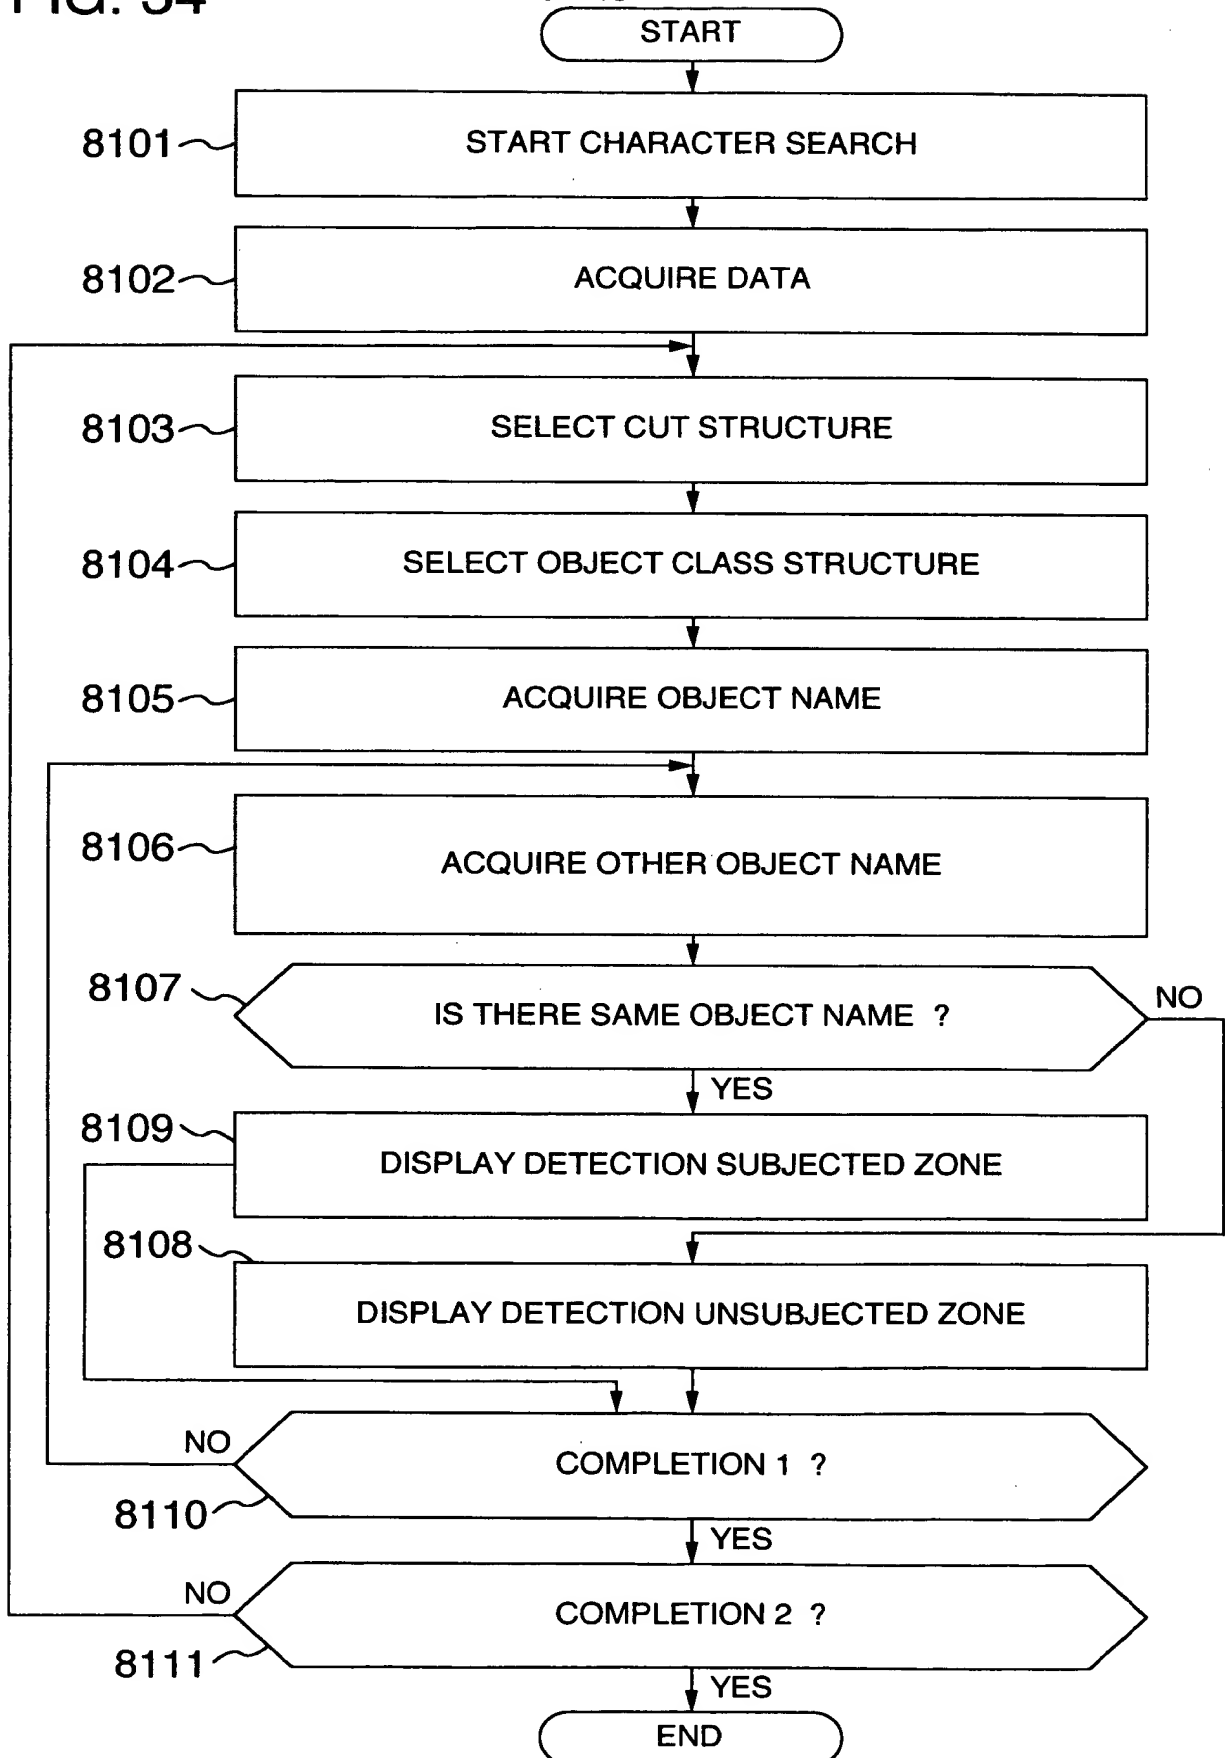 FIG. 34
START
8101
START CHARACTER SEARCH
8102
ACQUIRE DATA
8103
SELECT CUT STRUCTURE
8104
SELECT OBJECT CLASS STRUCTURE
8105
ACQUIRE OBJECT NAME
8106
ACQUIRE OTHER OBJECT NAME
8107
IS THERE SAME OBJECT NAME ?
NO
YES
8109
DISPLAY DETECTION SUBJECTED ZONE
8108
DISPLAY DETECTION UNSUBJECTED ZONE
NO
COMPLETION 1 ?
8110
YES
NO
COMPLETION 2 ?
8111
YES
END